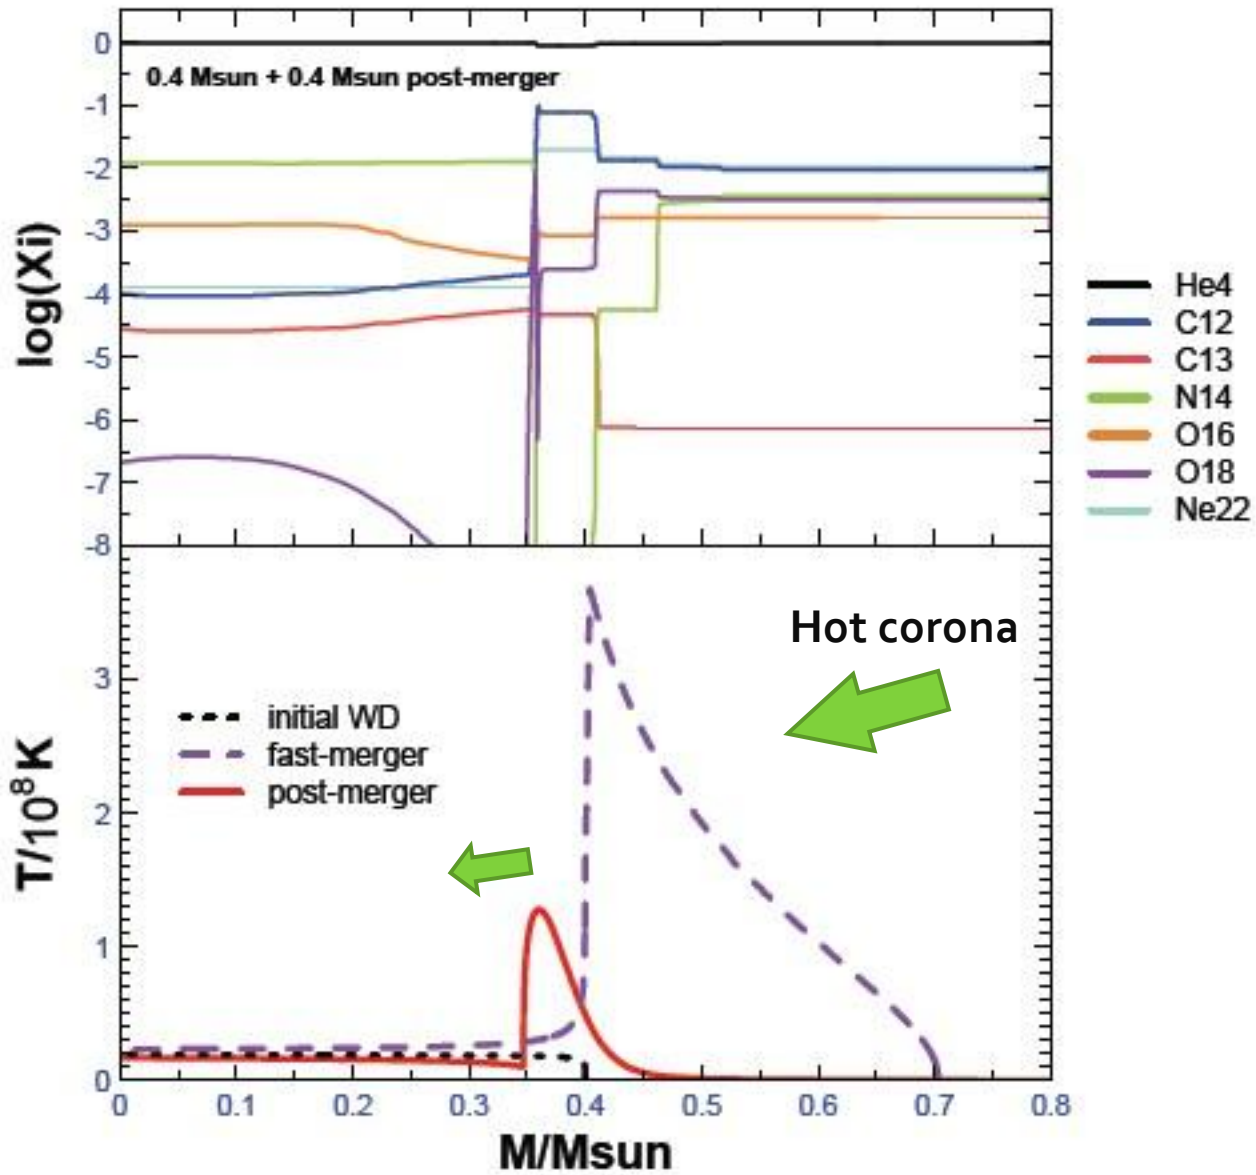 0
-1
-2
-3
-4
-5
-6
-7
-8
log(Xi)
0.4 Msun + 0.4 Msun post-merger
He4
C12
C13
N14
O16
O18
Ne22
3
2
1
0
T/10⁸K
Hot corona
initial WD
fast-merger
post-merger
0 0.1 0.2 0.3 0.4 0.5 0.6 0.7 0.8
M/Msun